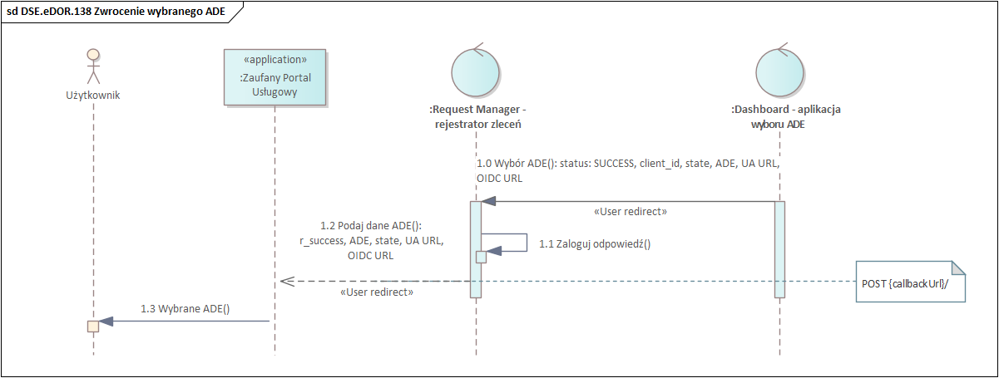 sd DSE.eDOR.138 Zwrocenie wybranego ADE
Użytkownik
«application»
:Zaufany Portal
Usługowy
:Request Manager -
rejestrator zleceń
:Dashboard - aplikacja
wyboru ADE
1.0 Wybór ADE(): status: SUCCESS, client_id, state, ADE, UA URL,
OIDC URL
«User redirect»
1.2 Podaj dane ADE():
r_success, ADE, state, UA URL,
OIDC URL
1.1 Zaloguj odpowiedź()
«User redirect»
POST {callbackUrl}/
1.3 Wybrane ADE()